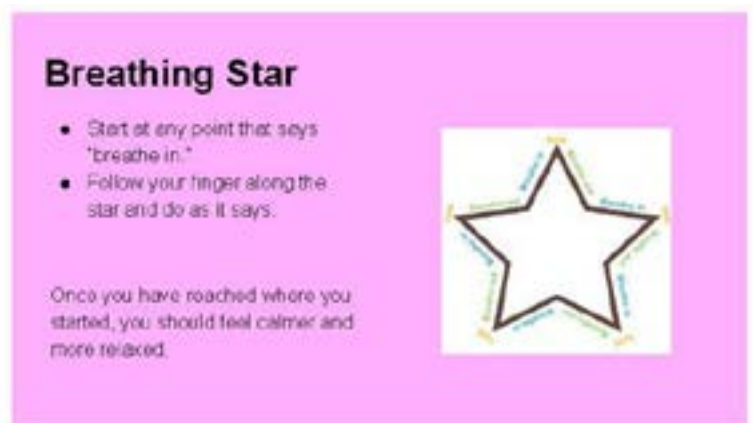 Breathing Star
● Start at any point that says
"breathe in."
● Follow your finger along the
star and do as it says.
Once you have reached where you
started, you should feel calmer and
more relaxed.